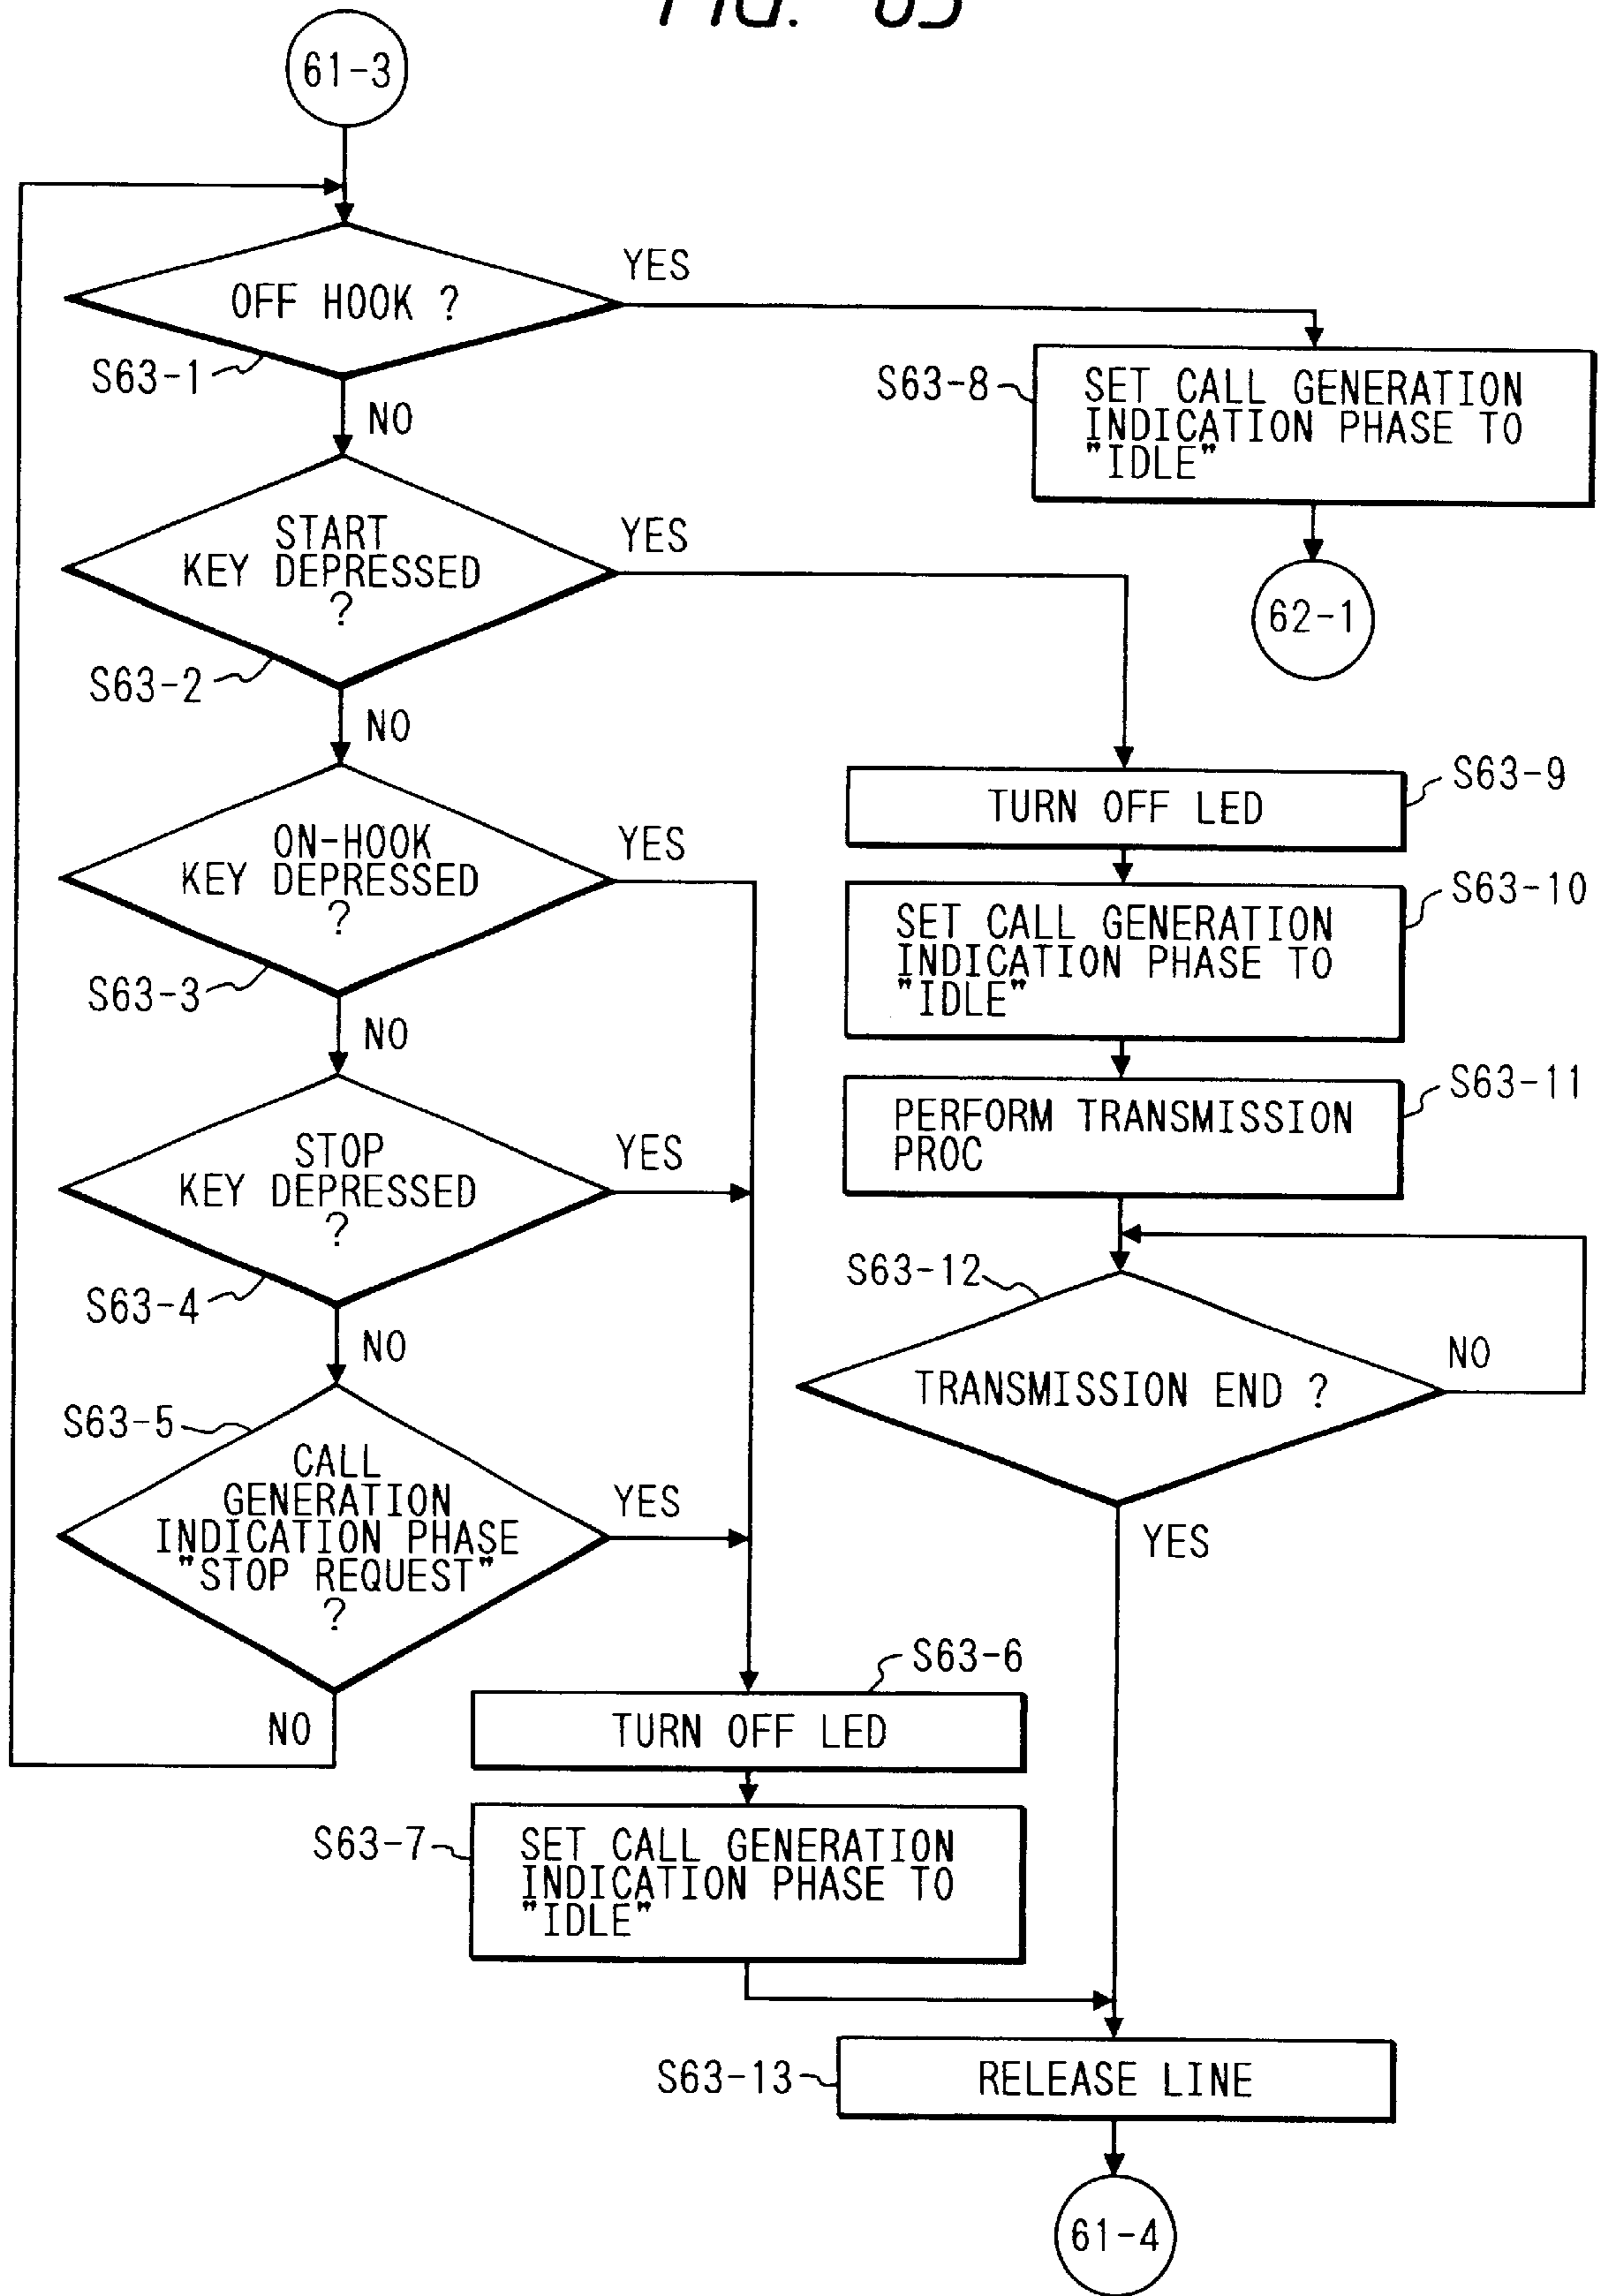 FIG. 63
61-3
OFF HOOK ?
YES
S63-1
NO
S63-8
SET CALL GENERATION
INDICATION PHASE TO
"IDLE"
62-1
START
KEY DEPRESSED
?
YES
S63-2
NO
ON-HOOK
KEY DEPRESSED
?
YES
S63-3
NO
STOP
KEY DEPRESSED
?
YES
S63-4
NO
S63-5
CALL
GENERATION
INDICATION PHASE
"STOP REQUEST"
?
YES
NO
S63-6
TURN OFF LED
S63-7
SET CALL GENERATION
INDICATION PHASE TO
"IDLE"
S63-9
TURN OFF LED
S63-10
SET CALL GENERATION
INDICATION PHASE TO
"IDLE"
S63-11
PERFORM TRANSMISSION
PROC
S63-12
TRANSMISSION END ?
NO
YES
S63-13
RELEASE LINE
61-4